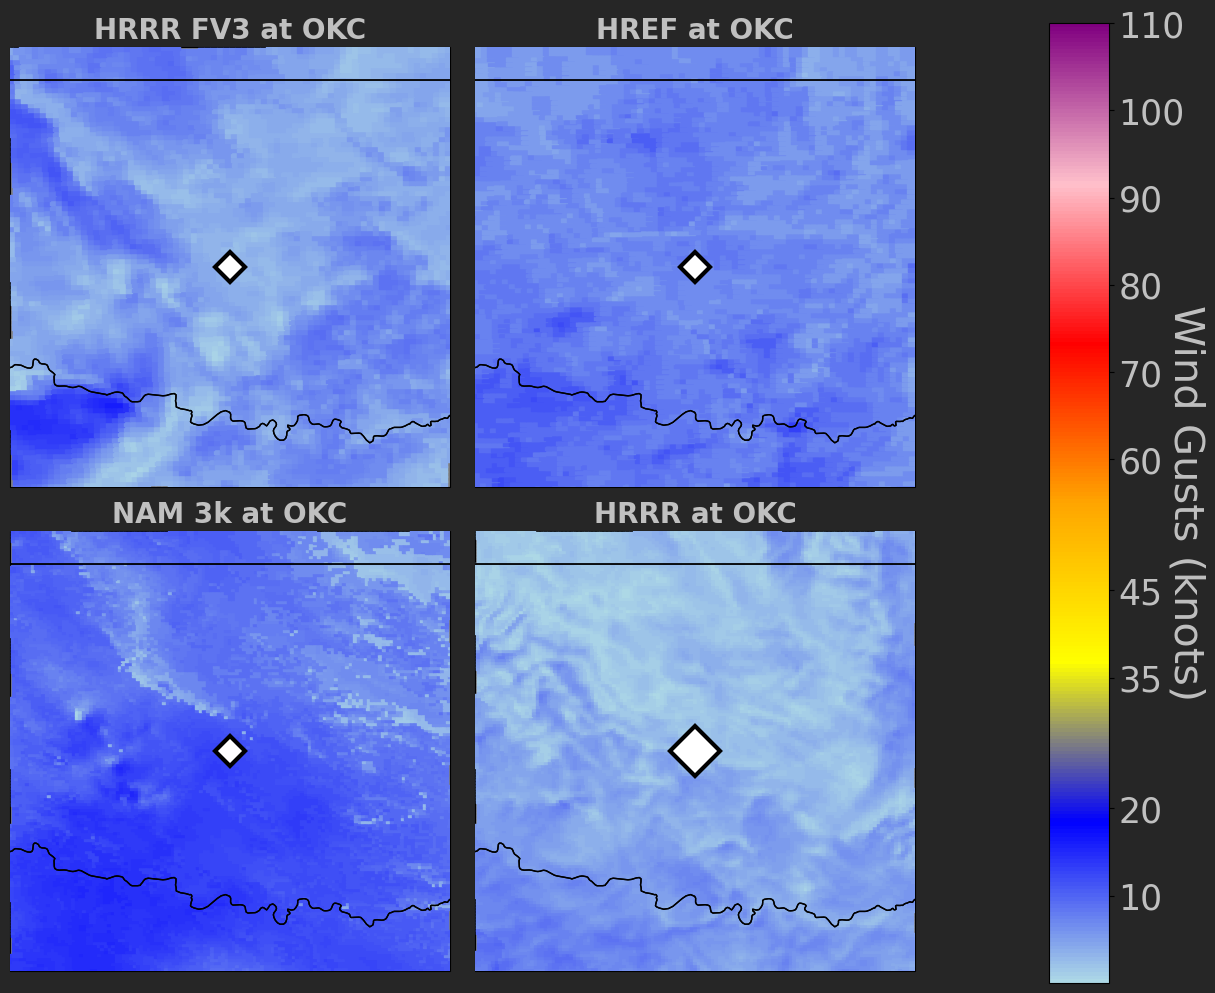 HRRR FV3 at OKC
HREF at OKC
NAM 3k at OKC
HRRR at OKC
110
100
90
80
70
60
45
35
20
10
Wind Gusts (knots)